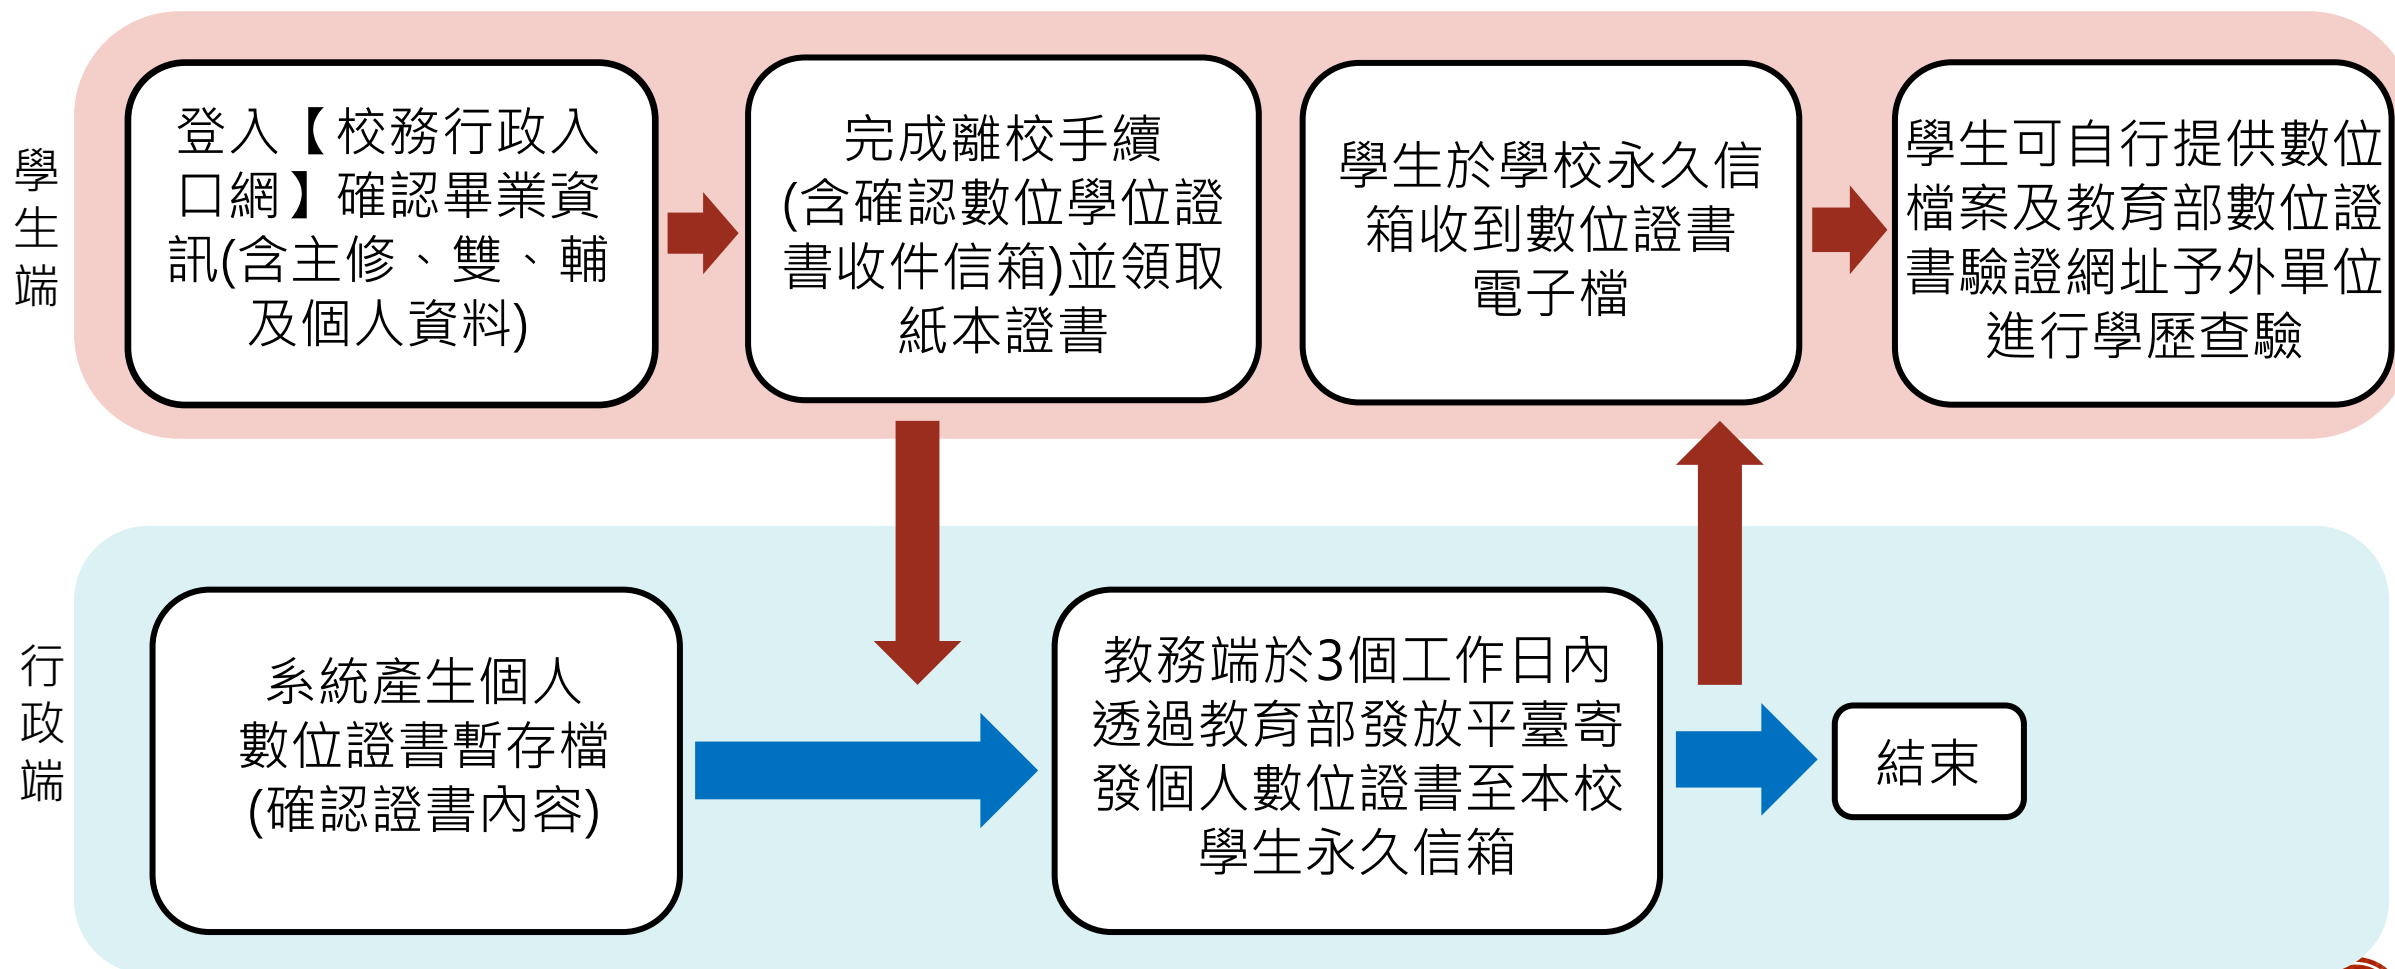 學生端
登入【校務行政入
口網】確認畢業資
訊(含主修、雙、輔
及個人資料)
完成離校手續
(含確認數位學位證
書收件信箱)並領取
紙本證書
學生於學校永久信
箱收到數位證書
電子檔
學生可自行提供數位
檔案及教育部數位證
書驗證網址予外單位
進行學歷查驗
行政端
系統產生個人
數位證書暫存檔
(確認證書內容)
教務端於3個工作日內
透過教育部發放平臺寄
發個人數位證書至本校
學生永久信箱
結束